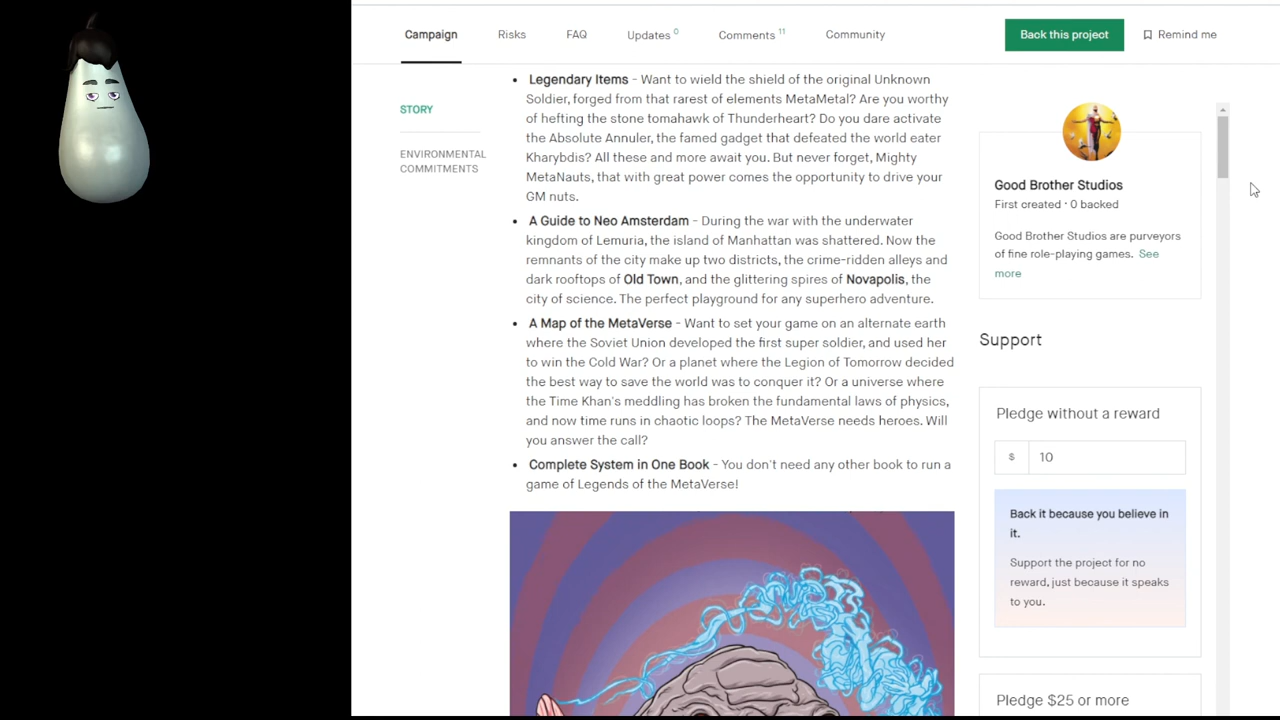 Campaign
Risks
FAQ
Updates 0
Comments 11
Community
Back this project
Remind me
STORY
ENVIRONMENTAL
COMMITMENTS
• Legendary Items - Want to wield the shield of the original Unknown
Soldier, forged from that rarest of elements MetaMetal? Are you worthy
of hefting the stone tomahawk of Thunderheart? Do you dare activate
the Absolute Annuler, the famed gadget that defeated the world eater
Kharybdis? All these and more await you. But never forget, Mighty
MetaNauts, that with great power comes the opportunity to drive your
GM nuts.
• A Guide to Neo Amsterdam - During the war with the underwater
kingdom of Lemuria, the island of Manhattan was shattered. Now the
remnants of the city make up two districts, the crime-ridden alleys and
dark rooftops of Old Town, and the glittering spires of Novapolis, the
city of science. The perfect playground for any superhero adventure.
• A Map of the MetaVerse - Want to set your game on an alternate earth
where the Soviet Union developed the first super soldier, and used her
to win the Cold War? Or a planet where the Legion of Tomorrow decided
the best way to save the world was to conquer it? Or a universe where
the Time Khan's meddling has broken the fundamental laws of physics,
and now time runs in chaotic loops? The MetaVerse needs heroes. Will
you answer the call?
• Complete System in One Book - You don't need any other book to run a
game of Legends of the MetaVerse!
Good Brother Studios
First created · 0 backed
Good Brother Studios are purveyors
of fine role-playing games. See
more
Support
Pledge without a reward
$ 10
Back it because you believe in
it.
Support the project for no
reward, just because it speaks
to you.
Pledge $25 or more